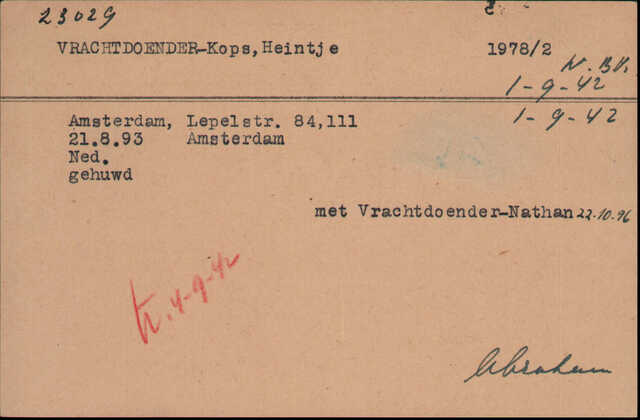 23029
VRACHTDOENDER-Kops, Heintje 1978/2
N. BV.
1-9-42
1-9-42
Amsterdam, Lepelstr. 84,111
21.8.93 Amsterdam
Ned.
gehuwd
met Vrachtdoender-Nathan 22.10.96
tr. 4-9-42
Abraham